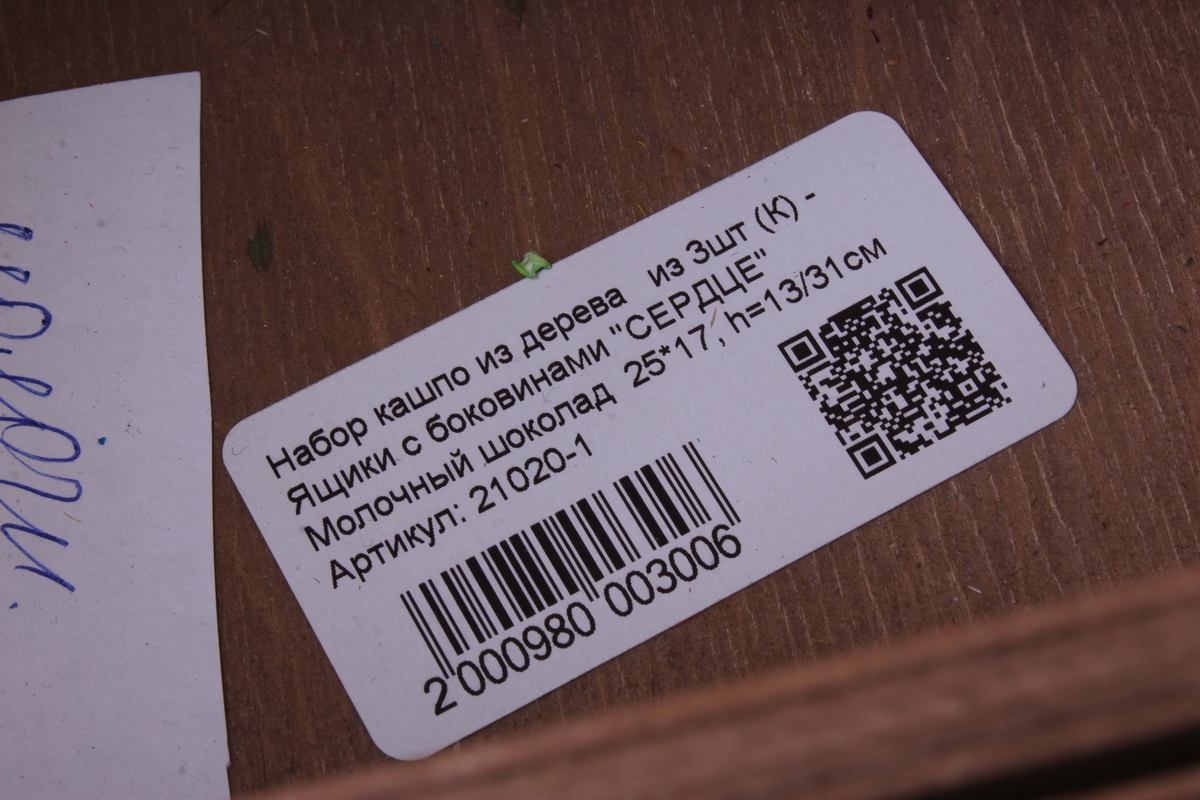 Набор кашпо из дерева из 3шт (К) -
Ящики с боковинами "СЕРДЦЕ"
Молочный шоколад 25*17, h=13/31см
Артикул: 21020-1
2 000980 003006